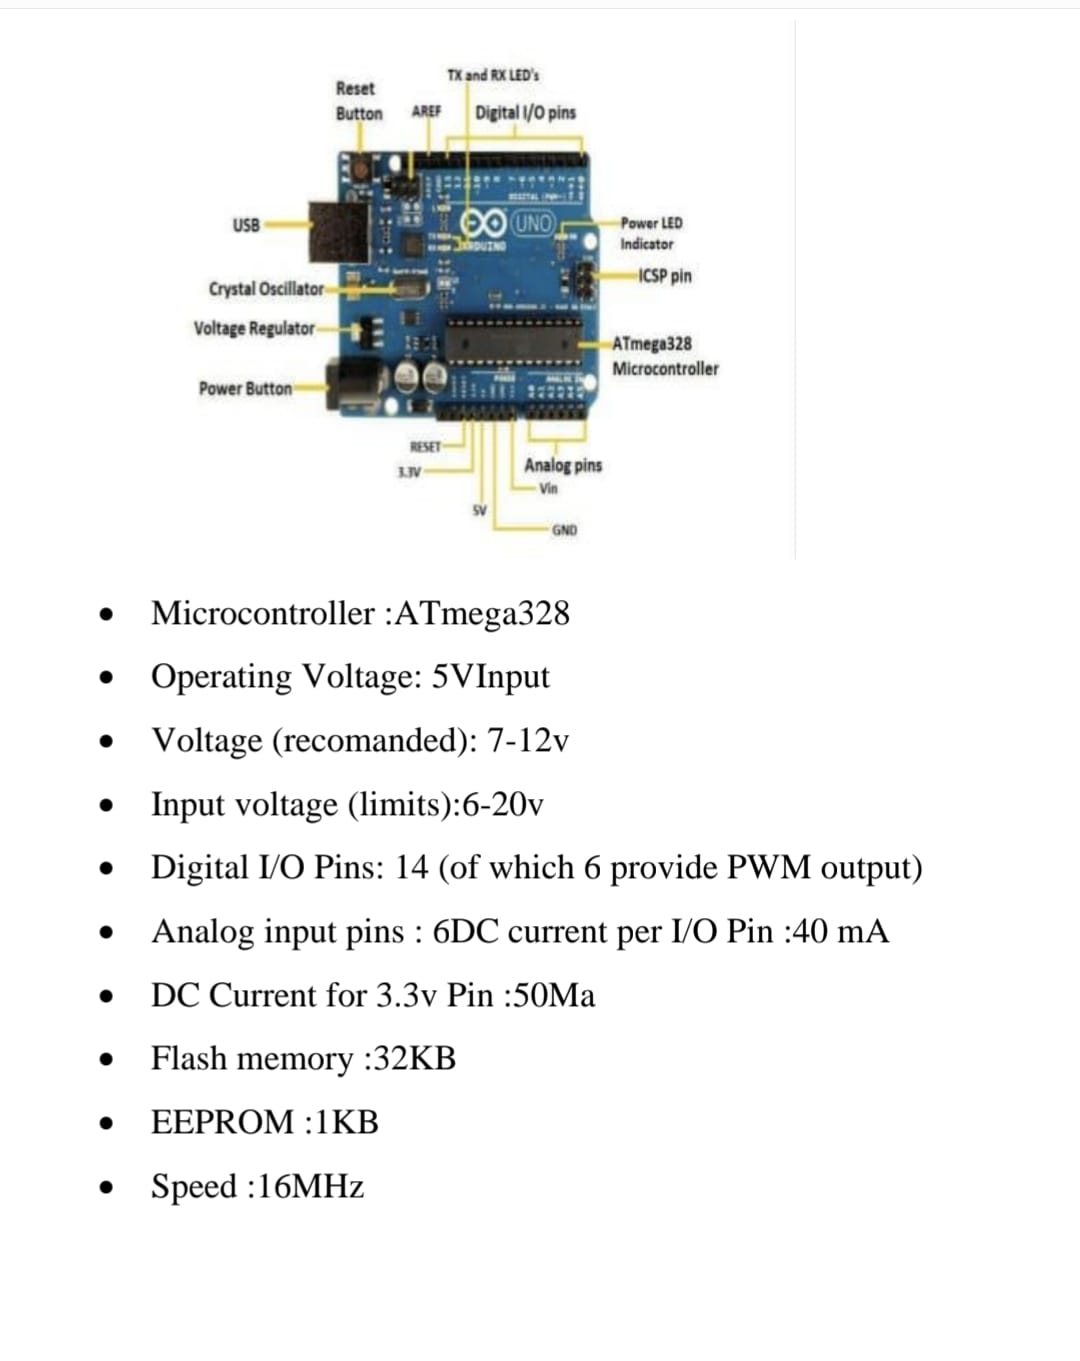 TX and RX LED's
Reset
Button
AREF
Digital I/O pins
USB
UNO
Power LED
Indicator
ICSP pin
Crystal Oscillator
Voltage Regulator
ATmega328
Microcontroller
Power Button
RESET
3.3V
Analog pins
Vin
5V
GND
• Microcontroller :ATmega328
• Operating Voltage: 5VInput
• Voltage (recomanded): 7-12v
• Input voltage (limits):6-20v
• Digital I/O Pins: 14 (of which 6 provide PWM output)
• Analog input pins : 6DC current per I/O Pin :40 mA
• DC Current for 3.3v Pin :50Ma
• Flash memory :32KB
• EEPROM :1KB
• Speed :16MHz